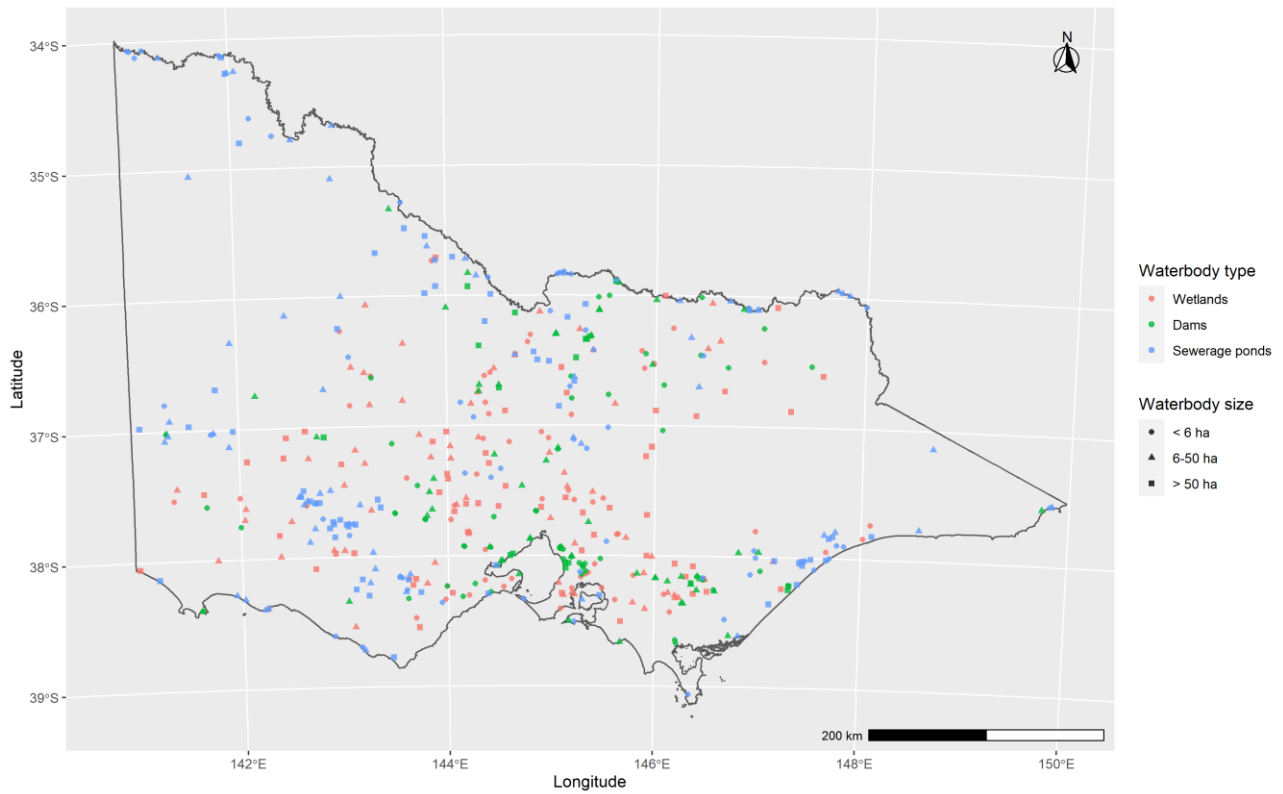 N
34°S
35°S
36°S
37°S
38°S
39°S
Latitude
142°E
144°E
146°E
148°E
150°E
Longitude
200 km
Waterbody type
Wetlands
Dams
Sewerage ponds
Waterbody size
< 6 ha
6-50 ha
> 50 ha